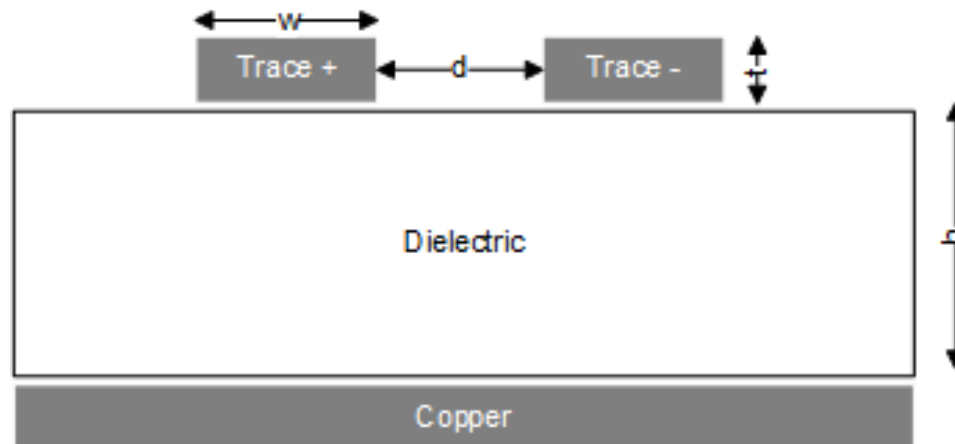 w
Trace +
d
Trace -
t
h
Dielectric
Copper